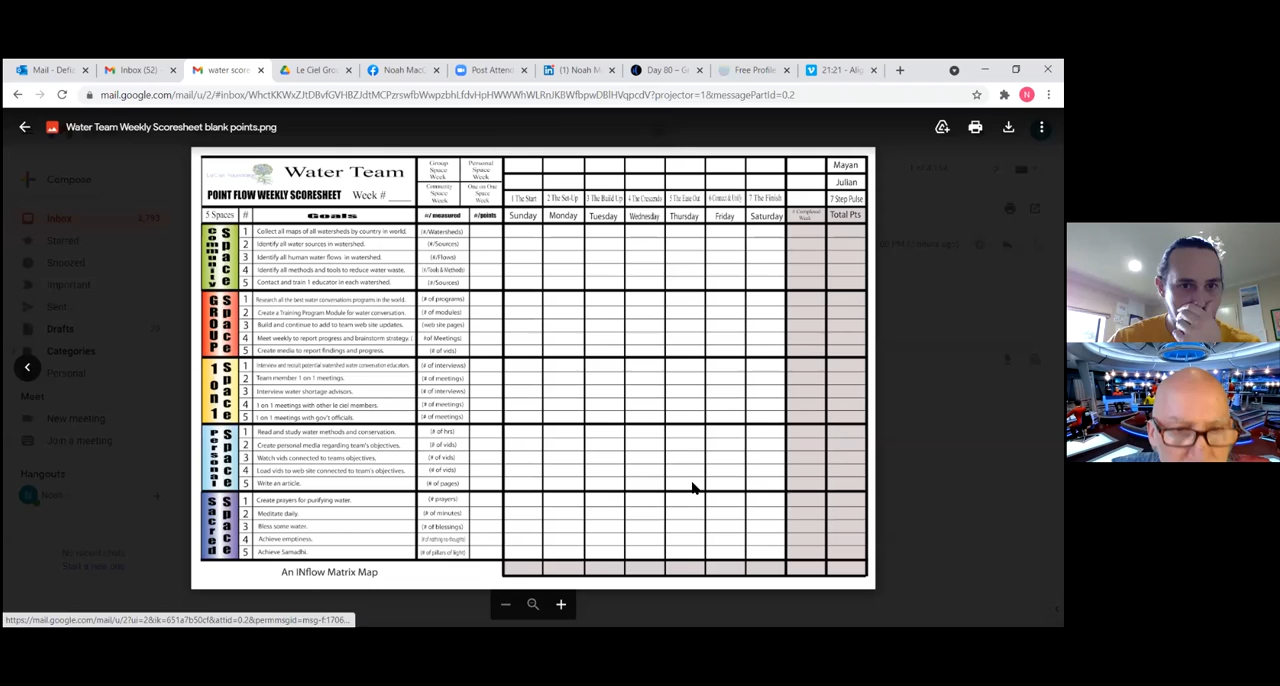 Mail - Defi
Inbox (52)
water score
Le Ciel Gro
Noah Mac
Zoom
Post Attend
(1) Noah M
Day 80 – G
Free Profile
21:21 - Alig
Water Team Weekly Scoresheet blank points.png
Compose
Inbox
Starred
Snoozed
Important
Sent
Drafts
Categories
Personal
Meet
New meeting
Join a meeting
Hangouts
Noah
No recent chats
Start a new one
Water Team
POINT FLOW WEEKLY SCORESHEET Week # ____
Group Space Week
Personal Space Week
Community Space Week
One on One Space Week
Mayan
Julian
1 The Start 2 The Set-Up 3 The Build Up 4 The Crescendo 5 The Ease Out 6 Connect & Unify 7 The Finish 7 Step Pulse
5 Spaces # Goals #/ measured #/points Sunday Monday Tuesday Wednesday Thursday Friday Saturday # Completed Week Total Pts
Community Space
1 Collect all maps of all watersheds by country in world. (#/Watersheds)
2 Identify all water sources in watershed. (#/Sources)
3 Identify all human water flows in watershed. (#/Flows)
4 Identify all methods and tools to reduce water waste. (#/Tools & Methods)
5 Contact and train 1 educator in each watershed. (#/Sources)
GROUP Space
1 Research all the best water conversations programs in the world. (# of programs)
2 Create a Training Program Module for water conversation. (# of modules)
3 Build and continue to add to team web site updates. (web site pages)
4 Meet weekly to report progress and brainstorm strategy. (#of Meetings)
5 Create media to report findings and progress. (# of vids)
1 on 1 Space
1 Interview and recruit potential watershed water conversation education. (# of interviews)
2 Team member 1 on 1 meetings. (# of meetings)
3 Interview water shortage advisors. (# of interviews)
4 1 on 1 meetings with other le ciel members. (# of meetings)
5 1 on 1 meetings with gov't officials. (# of meetings)
Personal Space
1 Read and study water methods and conservation. (# of hrs)
2 Create personal media regarding team's objectives. (# of vids)
3 Watch vids connected to teams objectives. (# of vids)
4 Load vids to web site connected to team's objectives. (# of vids)
5 Write an article. (# of pages)
Sacred Space
1 Create prayers for purifying water. (# prayers)
2 Meditate daily. (# of minutes)
3 Bless some water. (# of blessings)
4 Achieve emptiness. (# of nothing-no-thoughts)
5 Achieve Samadhi. (# of pillars of light)
An INflow Matrix Map